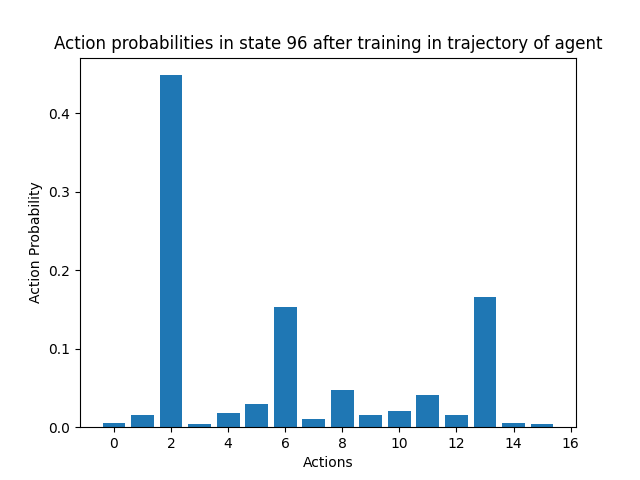 Action probabilities in state 96 after training in trajectory of agent
Action Probability
0.4
0.3
0.2
0.1
0.0
0 2 4 6 8 10 12 14 16
Actions